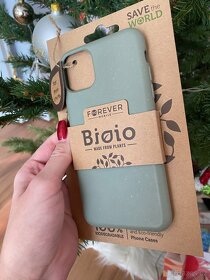 SAVE the
WORLD
FOREVER
Bioio
MADE FROM PLANTS
100%
BIODEGRADABLE
and Eco-friendly
Phone Cases